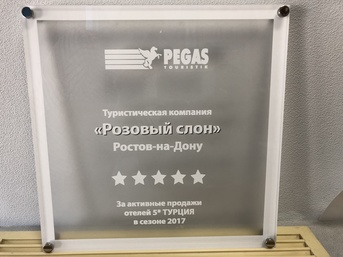 PEGAS
TOURISTIK
Туристическая компания
«Розовый слон»
Ростов-на-Дону
За активные продажи
отелей 5* ТУРЦИЯ
в сезоне 2017